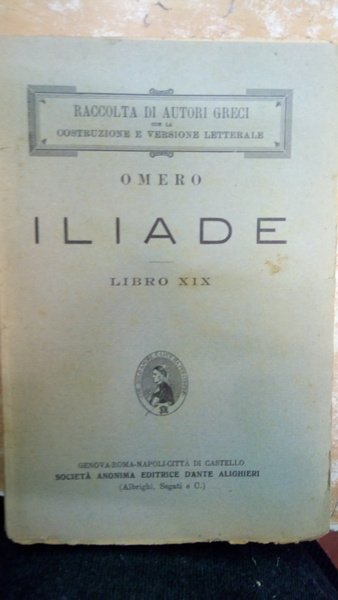 RACCOLTA DI AUTORI GRECI
CON LA
COSTRUZIONE E VERSIONE LETTERALE
OMERO
ILIADE
LIBRO XIX
GENOVA-ROMA-NAPOLI-CITTÀ DI CASTELLO
SOCIETÀ ANONIMA EDITRICE DANTE ALIGHIERI
(Albrighi, Segati e C.)